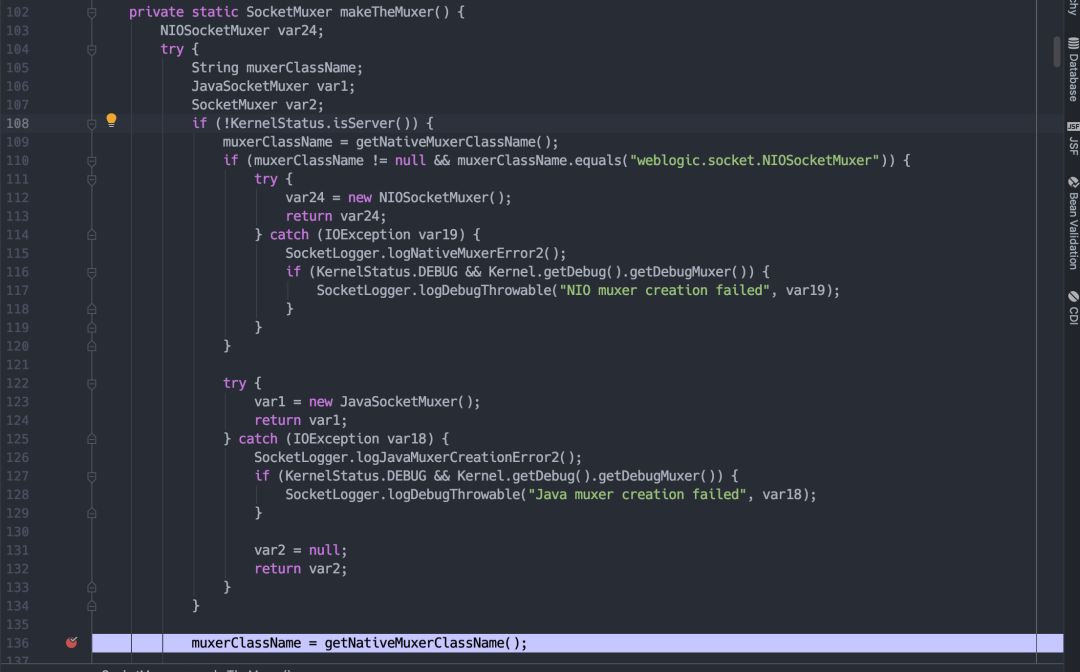 102 private static SocketMuxer makeTheMuxer() {
103 NIOSocketMuxer var24;
104 try {
105 String muxerClassName;
106 JavaSocketMuxer var1;
107 SocketMuxer var2;
108 if (!KernelStatus.isServer()) {
109 muxerClassName = getNativeMuxerClassName();
110 if (muxerClassName != null && muxerClassName.equals("weblogic.socket.NIOSocketMuxer")) {
111 try {
112 var24 = new NIOSocketMuxer();
113 return var24;
114 } catch (IOException var19) {
115 SocketLogger.logNativeMuxerError2();
116 if (KernelStatus.DEBUG && Kernel.getDebug().getDebugMuxer()) {
117 SocketLogger.logDebugThrowable("NIO muxer creation failed", var19);
118 }
119 }
120 }
121
122 try {
123 var1 = new JavaSocketMuxer();
124 return var1;
125 } catch (IOException var18) {
126 SocketLogger.logJavaMuxerCreationError2();
127 if (KernelStatus.DEBUG && Kernel.getDebug().getDebugMuxer()) {
128 SocketLogger.logDebugThrowable("Java muxer creation failed", var18);
129 }
130
131 var2 = null;
132 return var2;
133 }
134 }
135
136 muxerClassName = getNativeMuxerClassName();
137
Database
JSF
JSF
Bean Validation
CDI